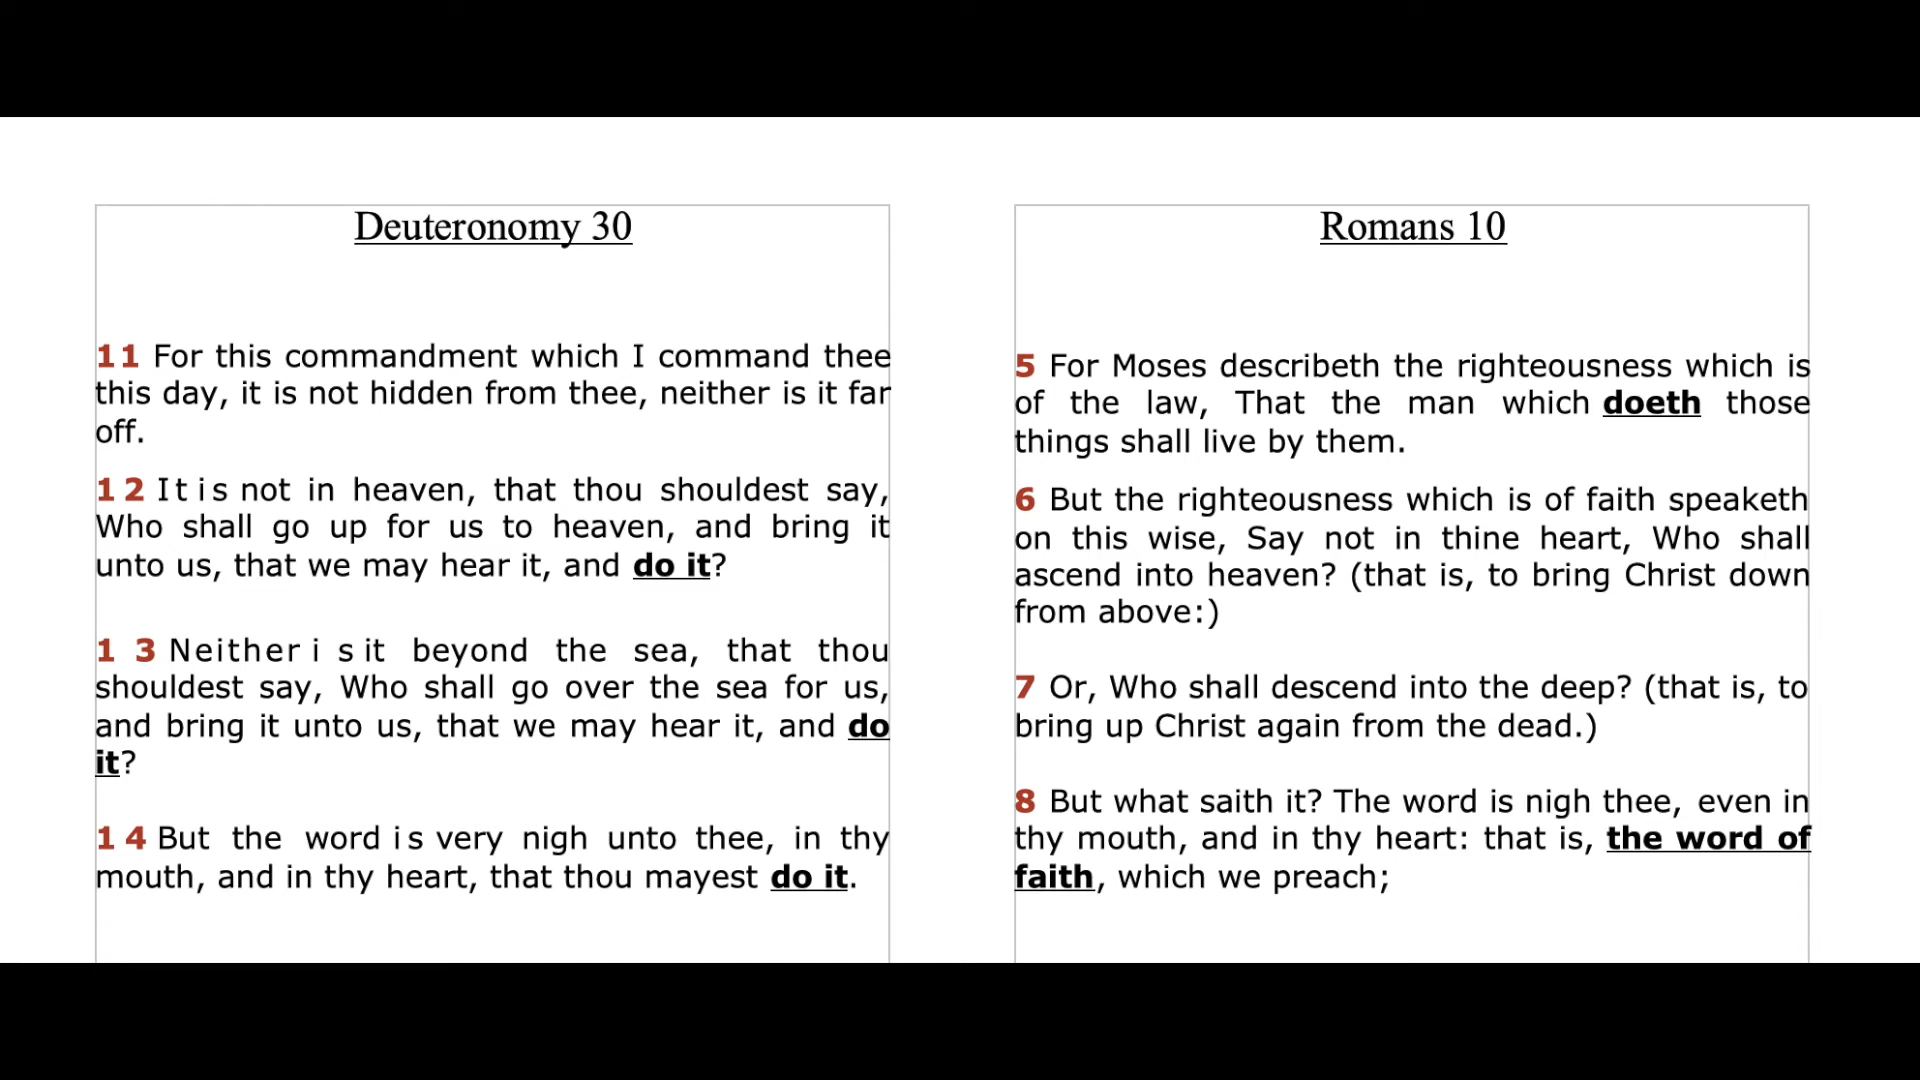 Deuteronomy 30
11 For this commandment which I command thee
this day, it is not hidden from thee, neither is it far
off.
12 It is not in heaven, that thou shouldest say,
Who shall go up for us to heaven, and bring it
unto us, that we may hear it, and do it?
13 Neither is it beyond the sea, that thou
shouldest say, Who shall go over the sea for us,
and bring it unto us, that we may hear it, and do
it?
14 But the word is very nigh unto thee, in thy
mouth, and in thy heart, that thou mayest do it.
Romans 10
5 For Moses describeth the righteousness which is
of the law, That the man which doeth those
things shall live by them.
6 But the righteousness which is of faith speaketh
on this wise, Say not in thine heart, Who shall
ascend into heaven? (that is, to bring Christ down
from above:)
7 Or, Who shall descend into the deep? (that is, to
bring up Christ again from the dead.)
8 But what saith it? The word is nigh thee, even in
thy mouth, and in thy heart: that is, the word of
faith, which we preach;